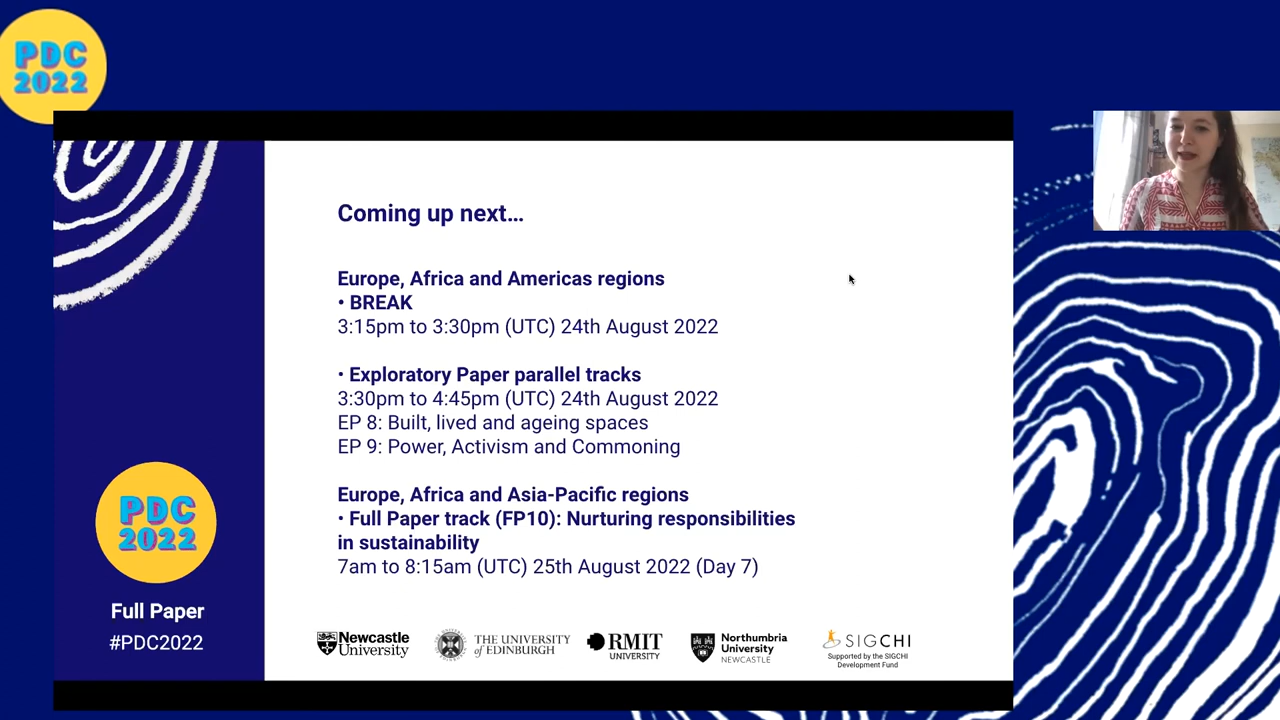 PDC
2022
Coming up next…
Europe, Africa and Americas regions
• BREAK
3:15pm to 3:30pm (UTC) 24th August 2022
• Exploratory Paper parallel tracks
3:30pm to 4:45pm (UTC) 24th August 2022
EP 8: Built, lived and ageing spaces
EP 9: Power, Activism and Commoning
Europe, Africa and Asia-Pacific regions
• Full Paper track (FP10): Nurturing responsibilities
in sustainability
7am to 8:15am (UTC) 25th August 2022 (Day 7)
PDC
2022
Full Paper
#PDC2022
Newcastle
University
THE UNIVERSITY
of EDINBURGH
RMIT
UNIVERSITY
Northumbria
University
NEWCASTLE
SIGCHI
Supported by the SIGCHI
Development Fund